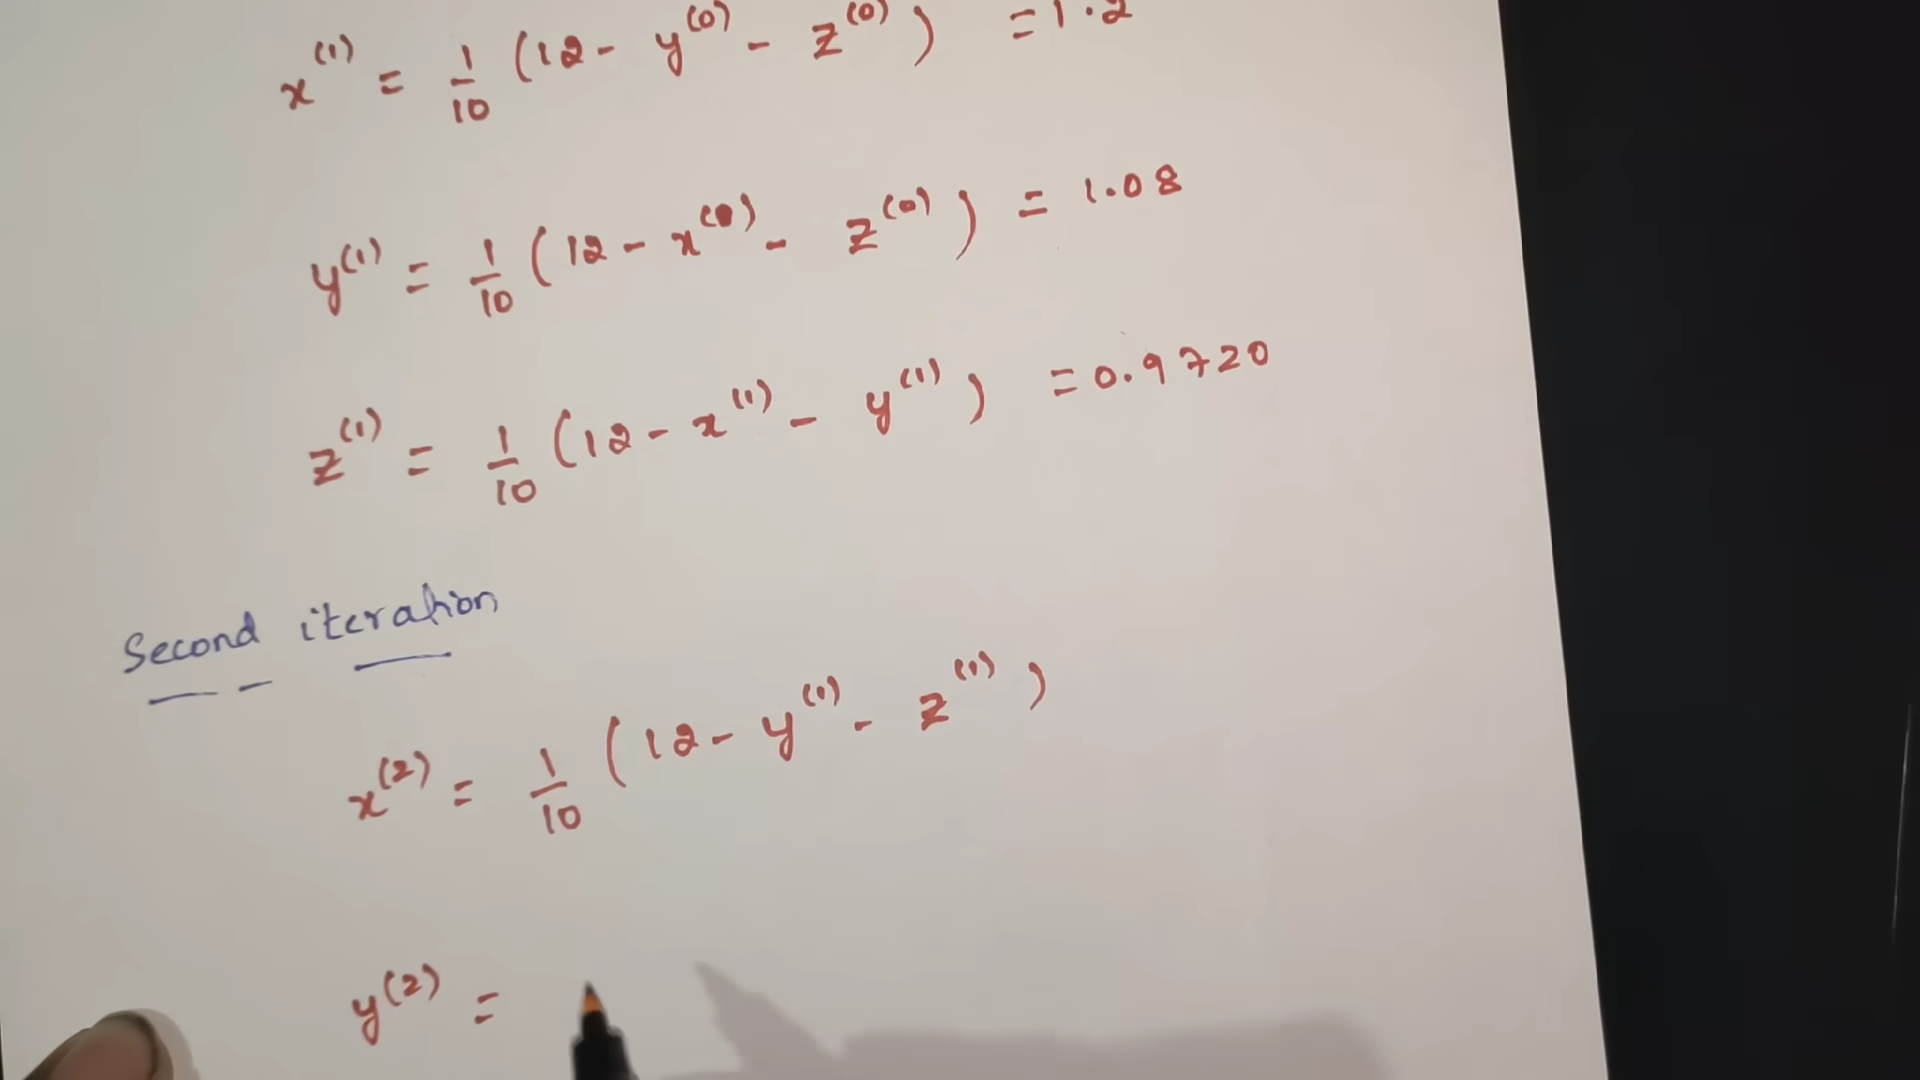 x^(1) = 1/10 (12 - y^(0) - z^(0)) = 1.2
y^(1) = 1/10 (12 - x^(1) - z^(0)) = 1.08
z^(1) = 1/10 (12 - x^(1) - y^(1)) = 0.9720
Second iteration
x^(2) = 1/10 (12 - y^(1) - z^(1))
y^(2) =